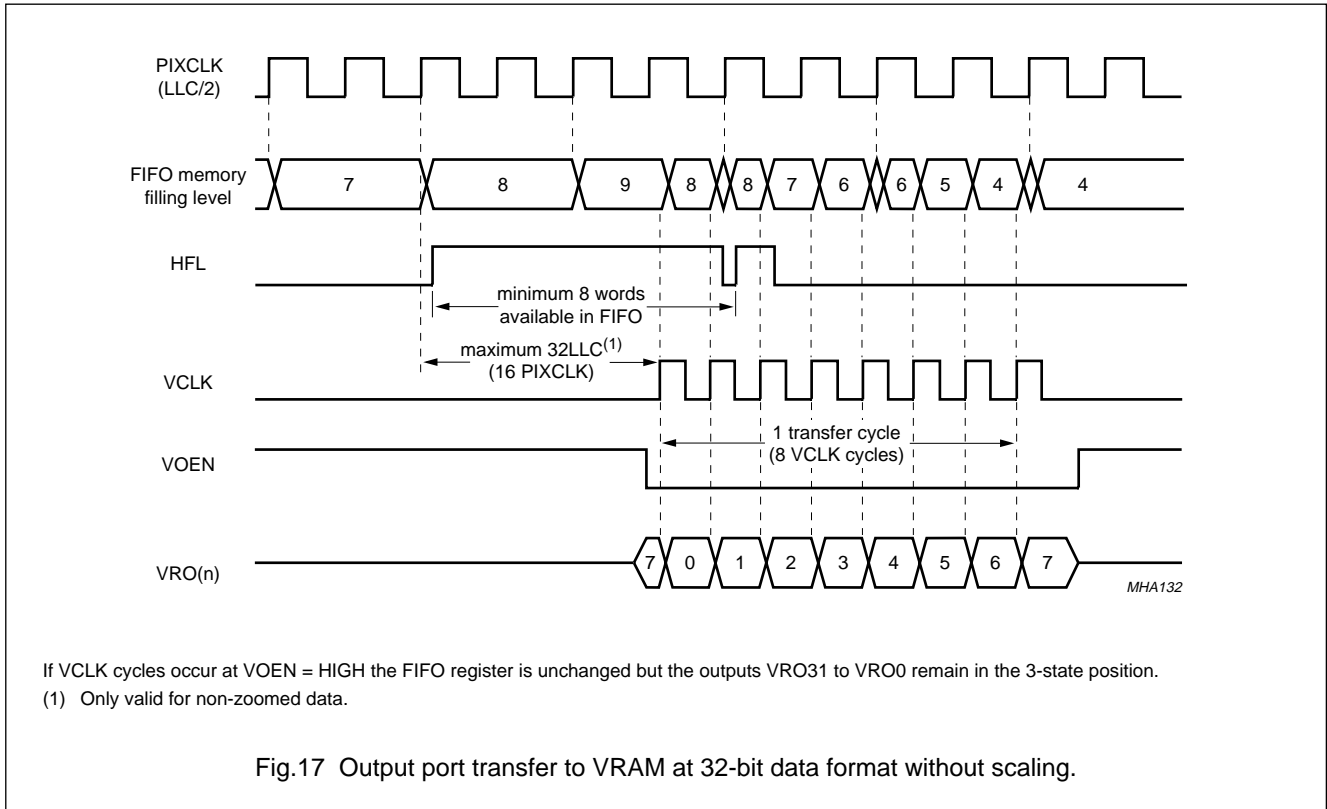 PIXCLK
(LLC/2)
FIFO memory
filling level
7 8 9 8 8 7 6 6 5 4 4
HFL
minimum 8 words
available in FIFO
maximum 32LLC(1)
(16 PIXCLK)
VCLK
1 transfer cycle
(8 VCLK cycles)
VOEN
VRO(n)
7 0 1 2 3 4 5 6 7
MHA132
If VCLK cycles occur at VOEN = HIGH the FIFO register is unchanged but the outputs VRO31 to VRO0 remain in the 3-state position.
(1) Only valid for non-zoomed data.
Fig.17 Output port transfer to VRAM at 32-bit data format without scaling.